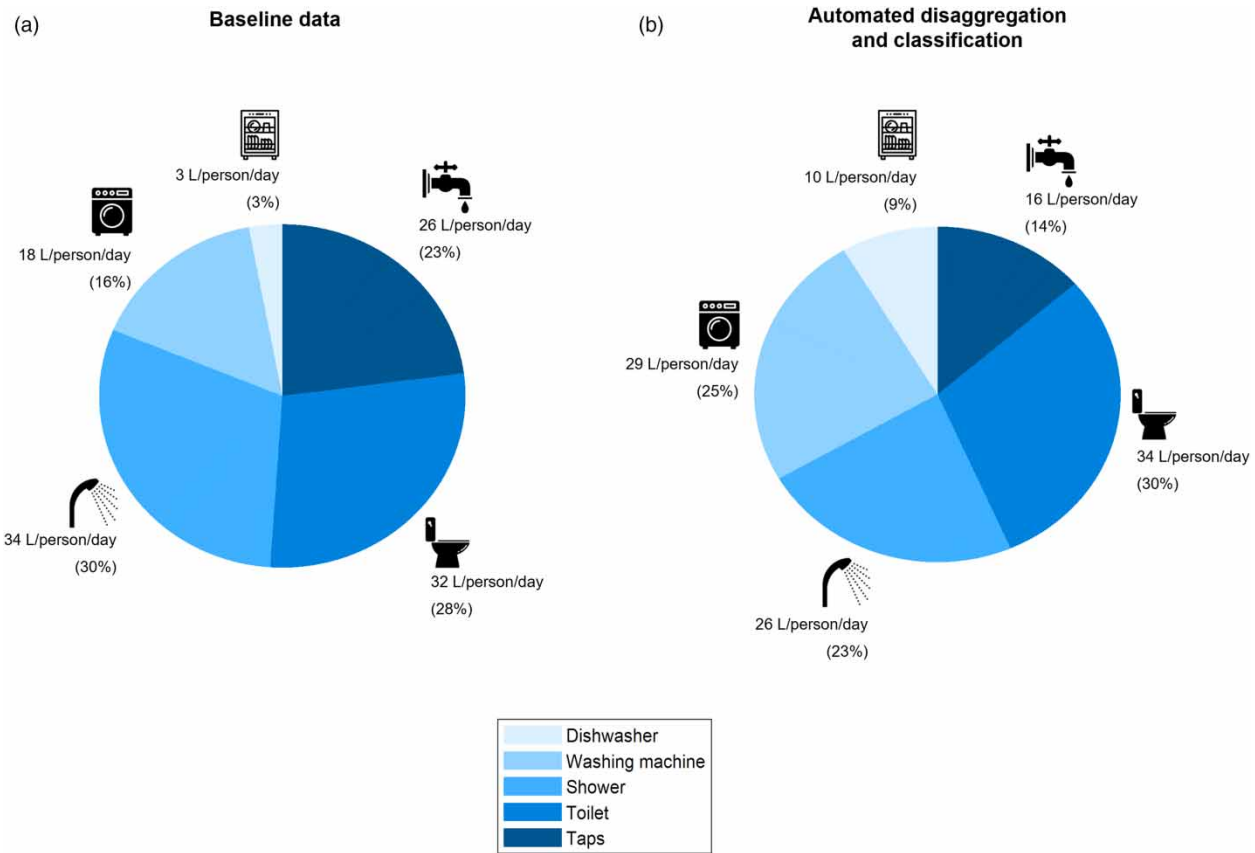 (a)
Baseline data
3 L/person/day
(3%)
26 L/person/day
(23%)
18 L/person/day
(16%)
34 L/person/day
(30%)
32 L/person/day
(28%)
(b)
Automated disaggregation
and classification
10 L/person/day
(9%)
16 L/person/day
(14%)
29 L/person/day
(25%)
34 L/person/day
(30%)
26 L/person/day
(23%)
Dishwasher
Washing machine
Shower
Toilet
Taps